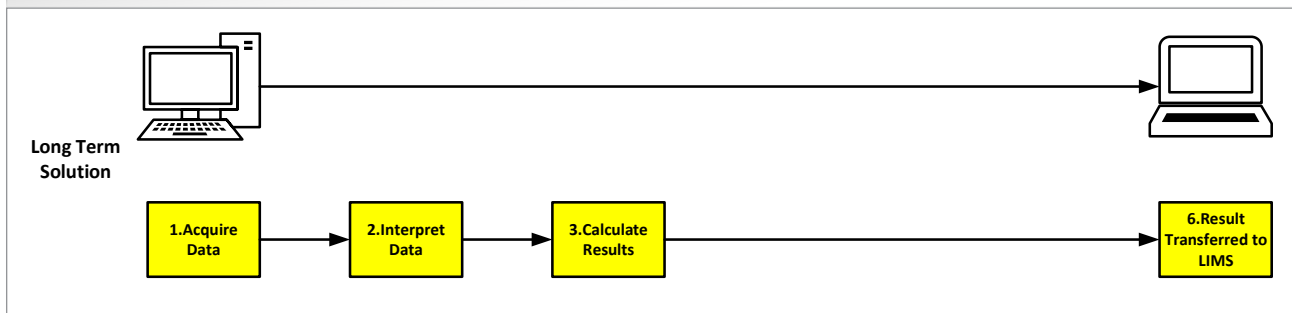 Long Term
Solution
1.Acquire
Data
2.Interpret
Data
3.Calculate
Results
6.Result
Transferred to
LIMS